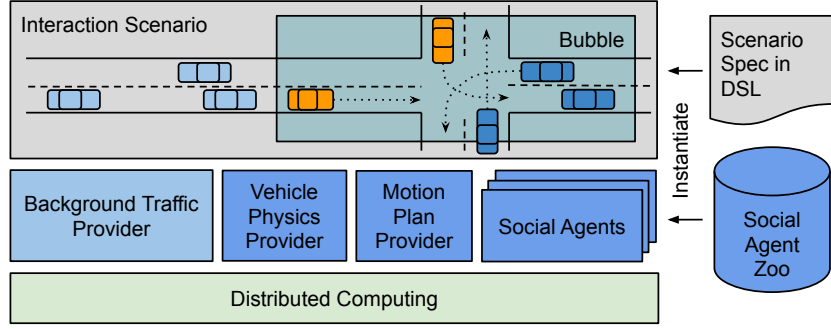 Interaction Scenario
Bubble
Scenario
Spec in
DSL
Instantiate
Background Traffic
Provider
Vehicle
Physics
Provider
Motion
Plan
Provider
Social Agents
Social
Agent
Zoo
Distributed Computing